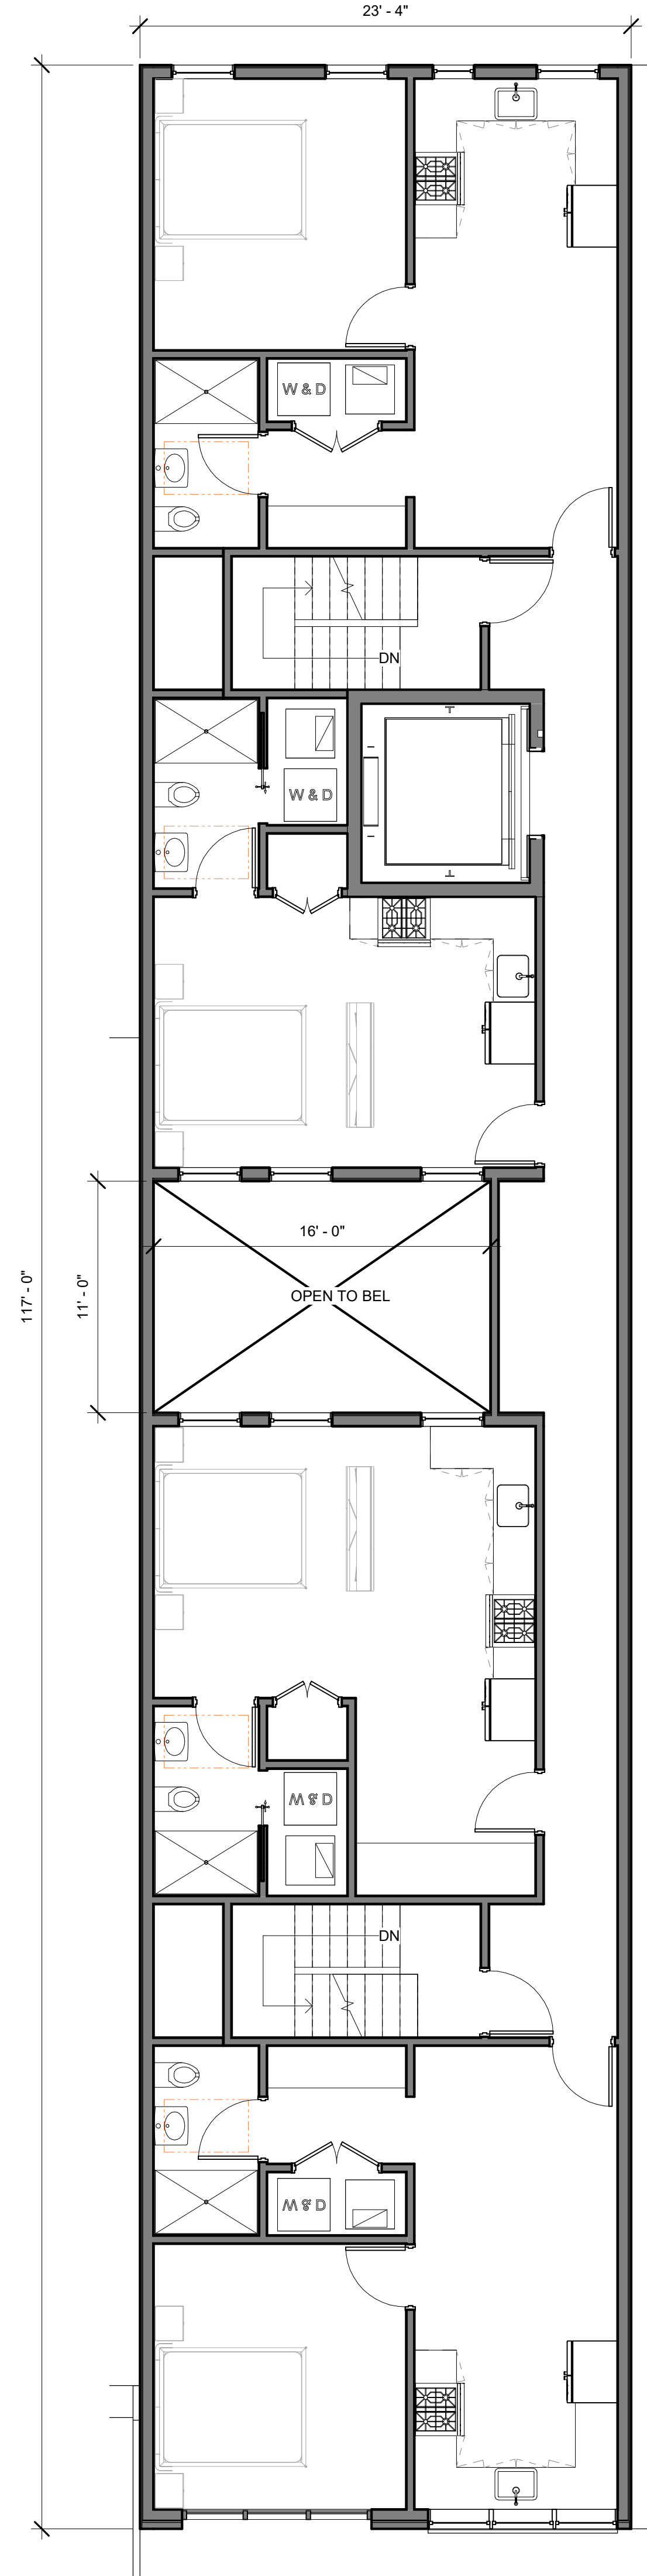 23' - 4"
W & D
DN
W & D
16' - 0"
11' - 0"
117' - 0"
OPEN TO BEL
W & D
DN
W & D